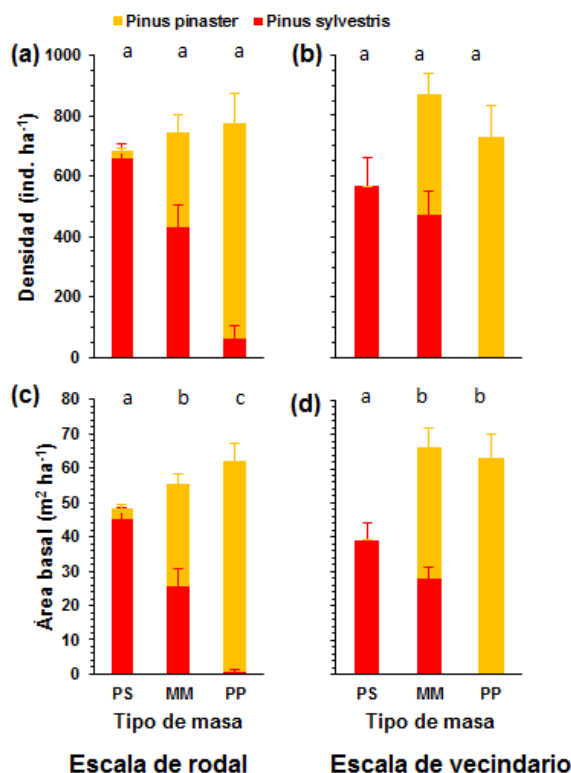 Pinus pinaster Pinus sylvestris
(a) a a a
(b) a a a
Densidad (ind. ha-1)
1000
800
600
400
200
0
(c) a b c
(d) a b b
Área basal (m2 ha-1)
80
70
60
50
40
30
20
10
0
PS MM PP
PS MM PP
Tipo de masa
Tipo de masa
Escala de rodal
Escala de vecindario